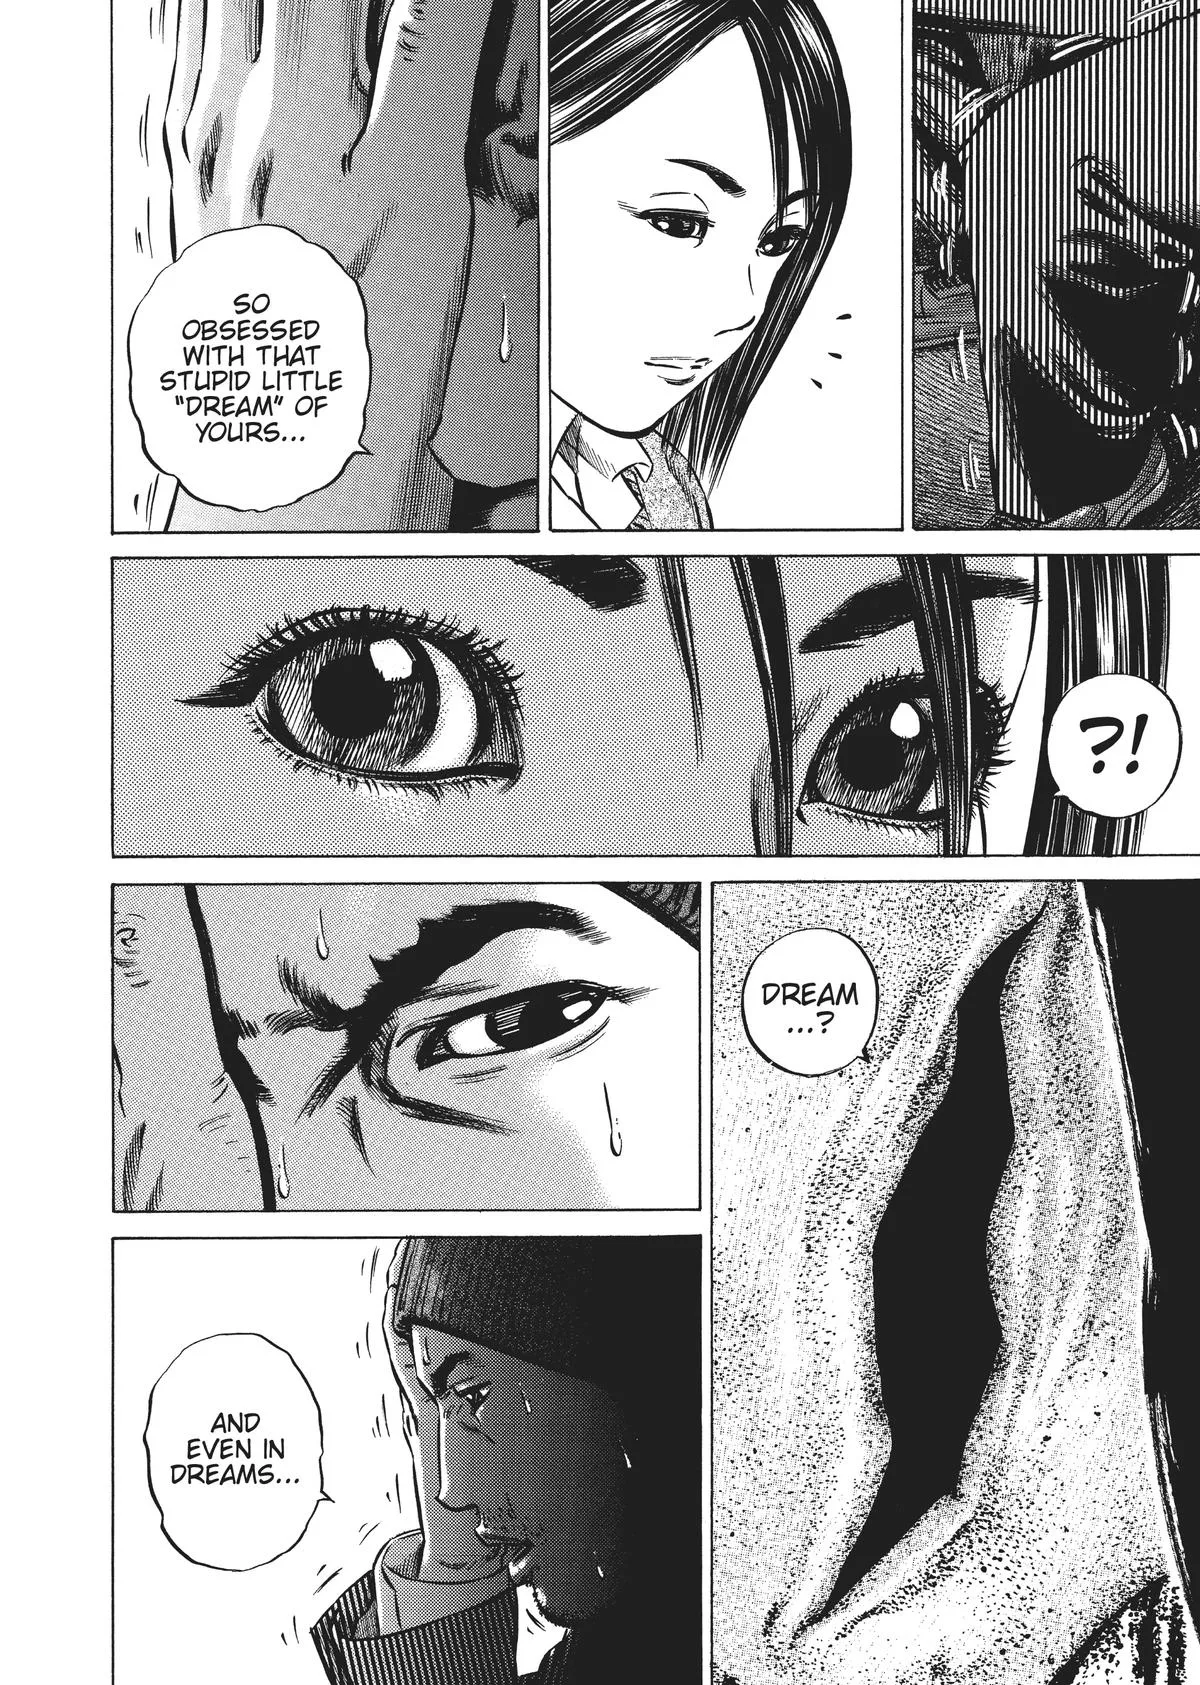 SO
OBSESSED
WITH THAT
STUPID LITTLE
"DREAM" OF
YOURS...
?!
DREAM
...?
AND
EVEN IN
DREAMS...